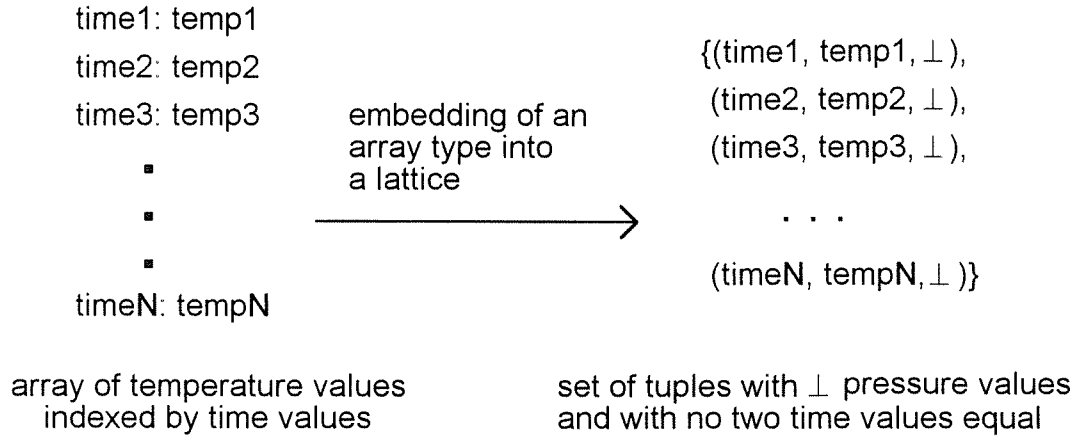 time1: temp1
time2: temp2
time3: temp3
.
.
.
timeN: tempN
embedding of an
array type into
a lattice
{(time1, temp1, ⊥),
(time2, temp2, ⊥),
(time3, temp3, ⊥),
. . .
(timeN, tempN, ⊥)}
array of temperature values
indexed by time values
set of tuples with ⊥ pressure values
and with no two time values equal